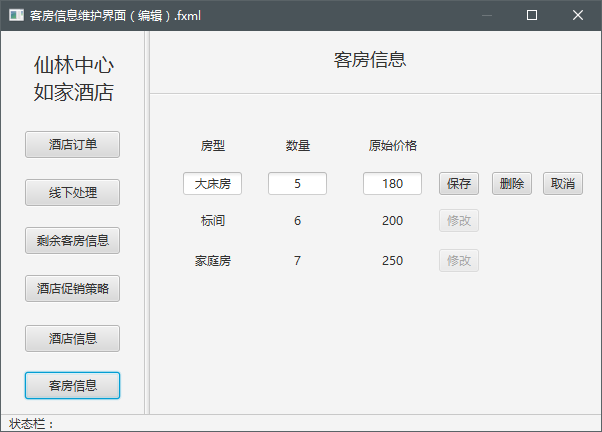 客房信息维护界面（编辑）.fxml
仙林中心
如家酒店
酒店订单
线下处理
剩余客房信息
酒店促销策略
酒店信息
客房信息
客房信息
房型 数量 原始价格
大床房 5 180 保存 删除 取消
标间 6 200 修改
家庭房 7 250 修改
状态栏：